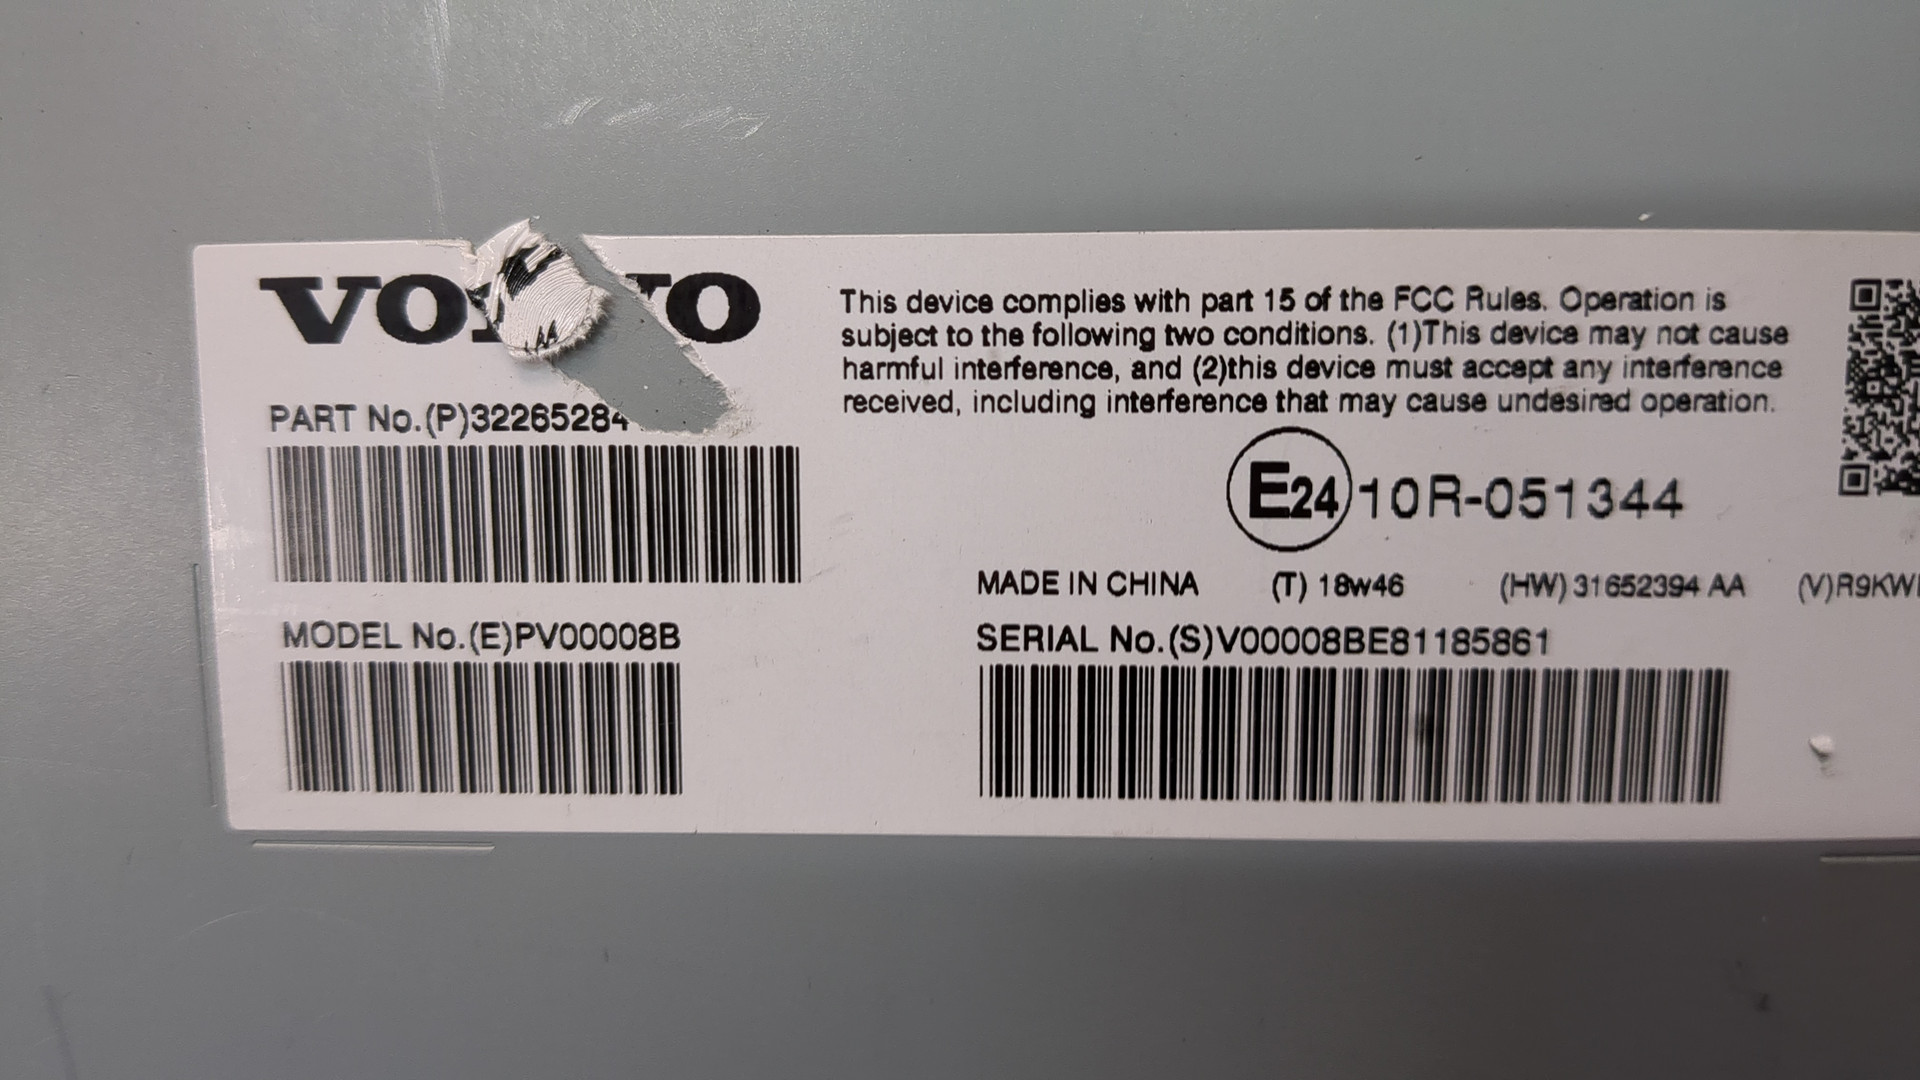 VOLVO
This device complies with part 15 of the FCC Rules. Operation is
subject to the following two conditions. (1)This device may not cause
harmful interference, and (2)this device must accept any interference
received, including interference that may cause undesired operation.
PART No.(P)32265284
E24 10R-051344
MADE IN CHINA (T) 18w46 (HW) 31652394 AA (V)R9KW
MODEL No.(E)PV00008B
SERIAL No.(S)V00008BE81185861